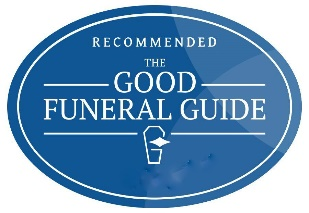 RECOMMENDED
THE
GOOD
FUNERAL GUIDE